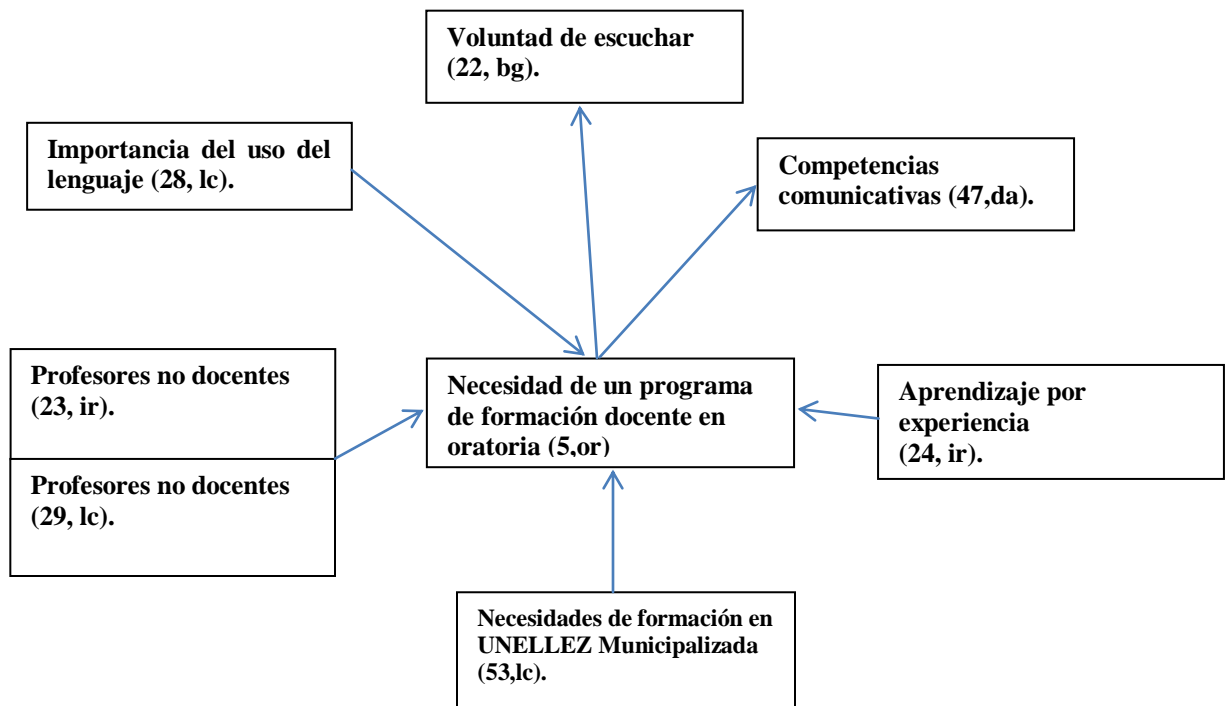 Voluntad de escuchar
(22, bg).
Importancia del uso del
lenguaje (28, lc).
Competencias
comunicativas (47,da).
Profesores no docentes
(23, ir).
Necesidad de un programa
de formación docente en
oratoria (5,or)
Aprendizaje por
experiencia
(24, ir).
Profesores no docentes
(29, lc).
Necesidades de formación en
UNELLEZ Municipalizada
(53,lc).